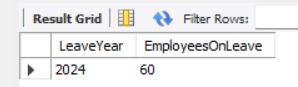 Result Grid Filter Rows:
LeaveYear EmployeesOnLeave
2024 60